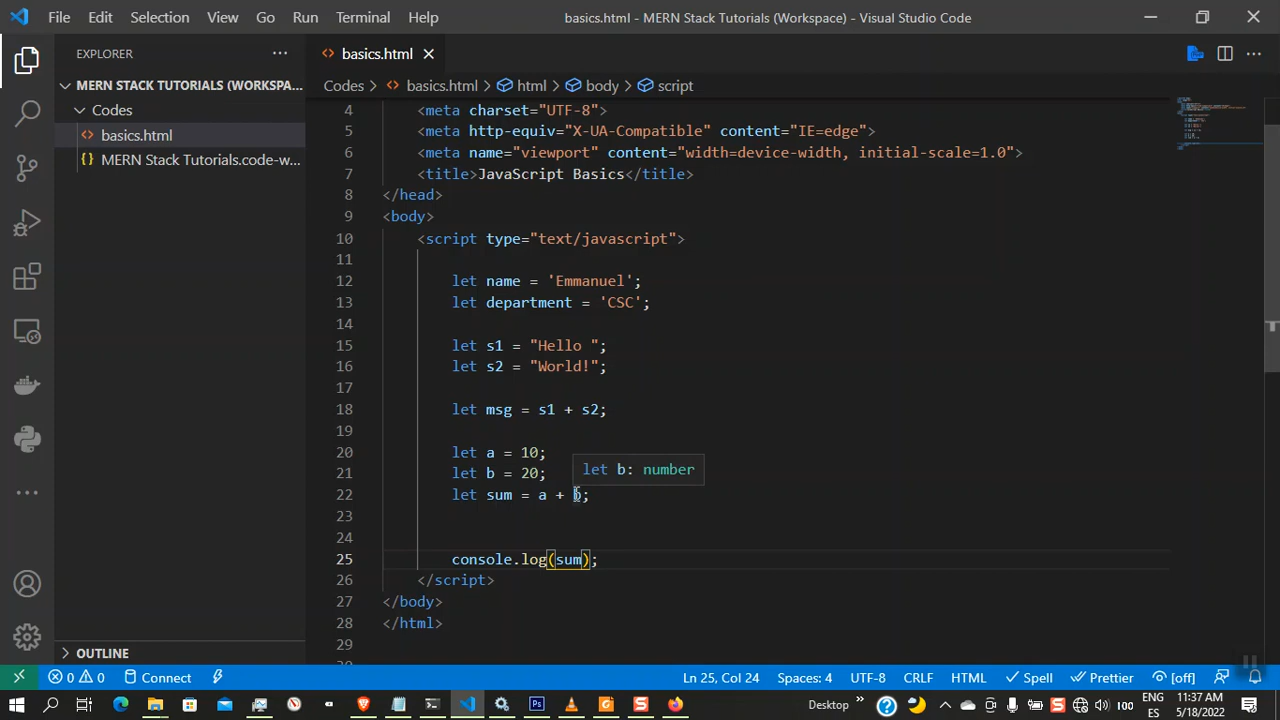 File Edit Selection View Go Run Terminal Help
basics.html - MERN Stack Tutorials (Workspace) - Visual Studio Code
EXPLORER
basics.html
MERN STACK TUTORIALS (WORKSPA...
Codes
basics.html
MERN Stack Tutorials.code-w...
Codes > basics.html > html > body > script
4 <meta charset="UTF-8">
5 <meta http-equiv="X-UA-Compatible" content="IE=edge">
6 <meta name="viewport" content="width=device-width, initial-scale=1.0">
7 <title>JavaScript Basics</title>
8 </head>
9 <body>
10 <script type="text/javascript">
11
12 let name = 'Emmanuel';
13 let department = 'CSC';
14
15 let s1 = "Hello ";
16 let s2 = "World!";
17
18 let msg = s1 + s2;
19
20 let a = 10;
21 let b = 20;
let b: number
22 let sum = a + b;
23
24
25 console.log(sum);
26 </script>
27 </body>
28 </html>
29
OUTLINE
0 0 Connect Ln 25, Col 24 Spaces: 4 UTF-8 CRLF HTML Spell Prettier [off]
Desktop » ENG 11:37 AM
ES 5/18/2022